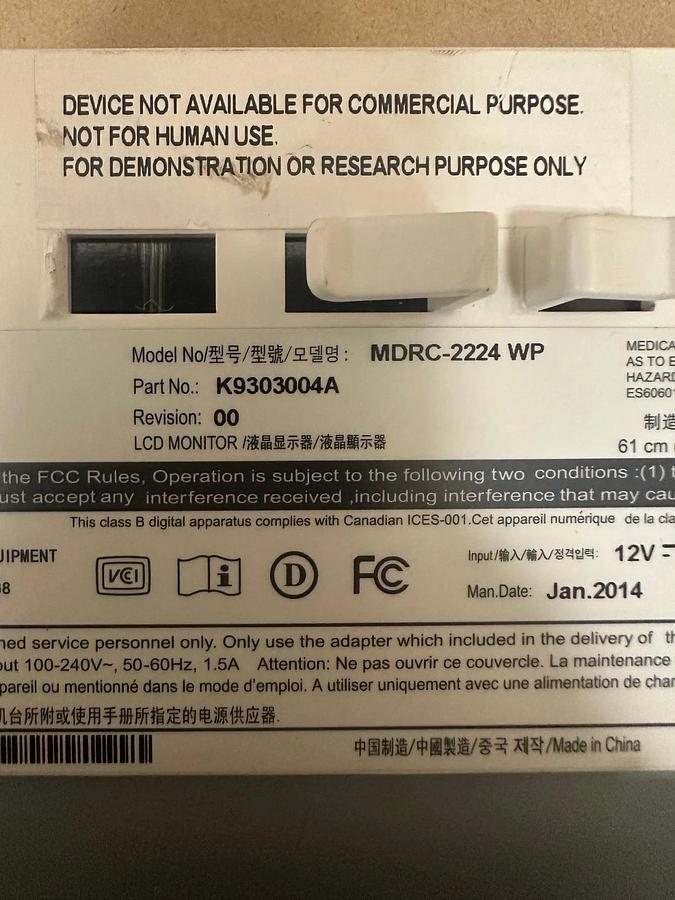 DEVICE NOT AVAILABLE FOR COMMERCIAL PURPOSE.
NOT FOR HUMAN USE.
FOR DEMONSTRATION OR RESEARCH PURPOSE ONLY
Model No/型号/型號/모델명: MDRC-2224 WP
Part No.: K9303004A
Revision: 00
LCD MONITOR /液晶显示器/液晶顯示器
MEDICA
AS TO E
HAZARD
ES6060
制造
61 cm
the FCC Rules, Operation is subject to the following two conditions :(1) t
ust accept any interference received ,including interference that may cau
This class B digital apparatus complies with Canadian ICES-001.Cet appareil numérique de la cla
UIPMENT
68
VCCI
i
D
FC
Input/输入/輸入/정격입력: 12V
Man.Date: Jan.2014
ned service personnel only. Only use the adapter which included in the delivery of th
out 100-240V~, 50-60Hz, 1.5A Attention: Ne pas ouvrir ce couvercle. La maintenance
pareil ou mentionné dans le mode d'emploi. A utiliser uniquement avec une alimentation de char
机台所附或使用手册所指定的电源供应器.
中国制造/中國製造/중국 제작/Made in China